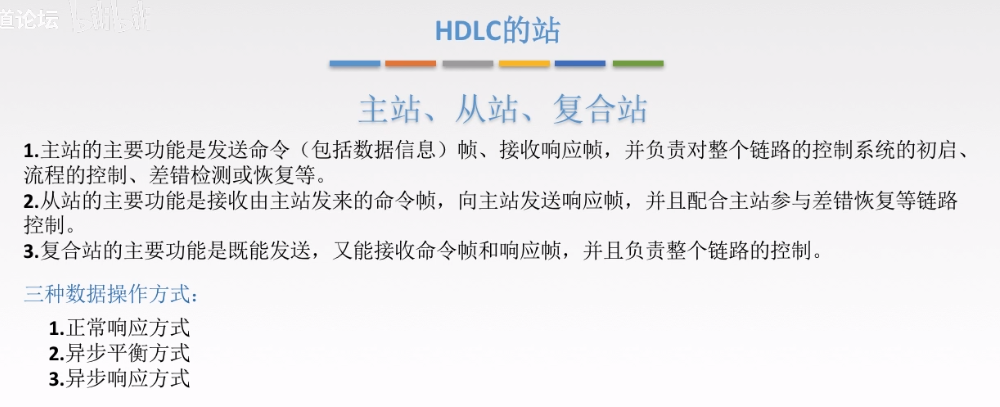 道论坛
HDLC的站
主站、从站、复合站
1.主站的主要功能是发送命令（包括数据信息）帧、接收响应帧，并负责对整个链路的控制系统的初启、
流程的控制、差错检测或恢复等。
2.从站的主要功能是接收由主站发来的命令帧，向主站发送响应帧，并且配合主站参与差错恢复等链路
控制。
3.复合站的主要功能是既能发送，又能接收命令帧和响应帧，并且负责整个链路的控制。
三种数据操作方式：
1.正常响应方式
2.异步平衡方式
3.异步响应方式